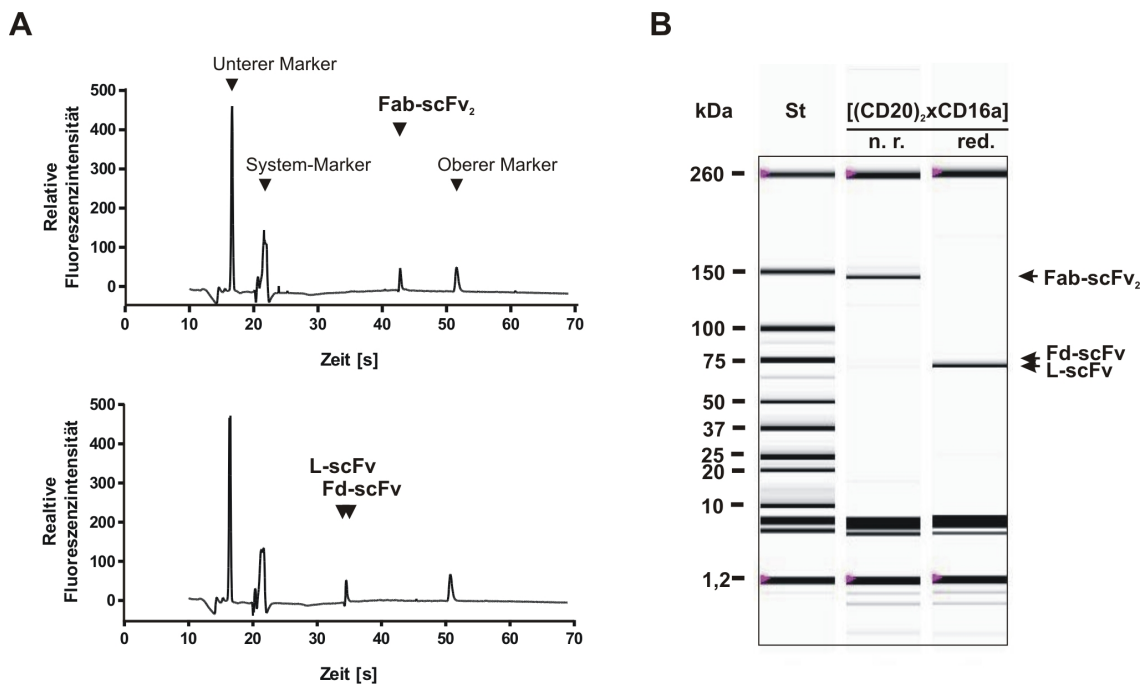 A
Unterer Marker
Fab-scFv₂
System-Marker
Oberer Marker
Relative
Fluoreszenzintensität
500
400
300
200
100
0
0 10 20 30 40 50 60 70
Zeit [s]
L-scFv
Fd-scFv
Realtive
Fluoreszenzintensität
500
400
300
200
100
0
0 10 20 30 40 50 60 70
Zeit [s]
B
kDa St [(CD20)₂xCD16a]
n. r. red.
260
150
100
75
50
37
25
20
10
1,2
Fab-scFv₂
Fd-scFv
L-scFv